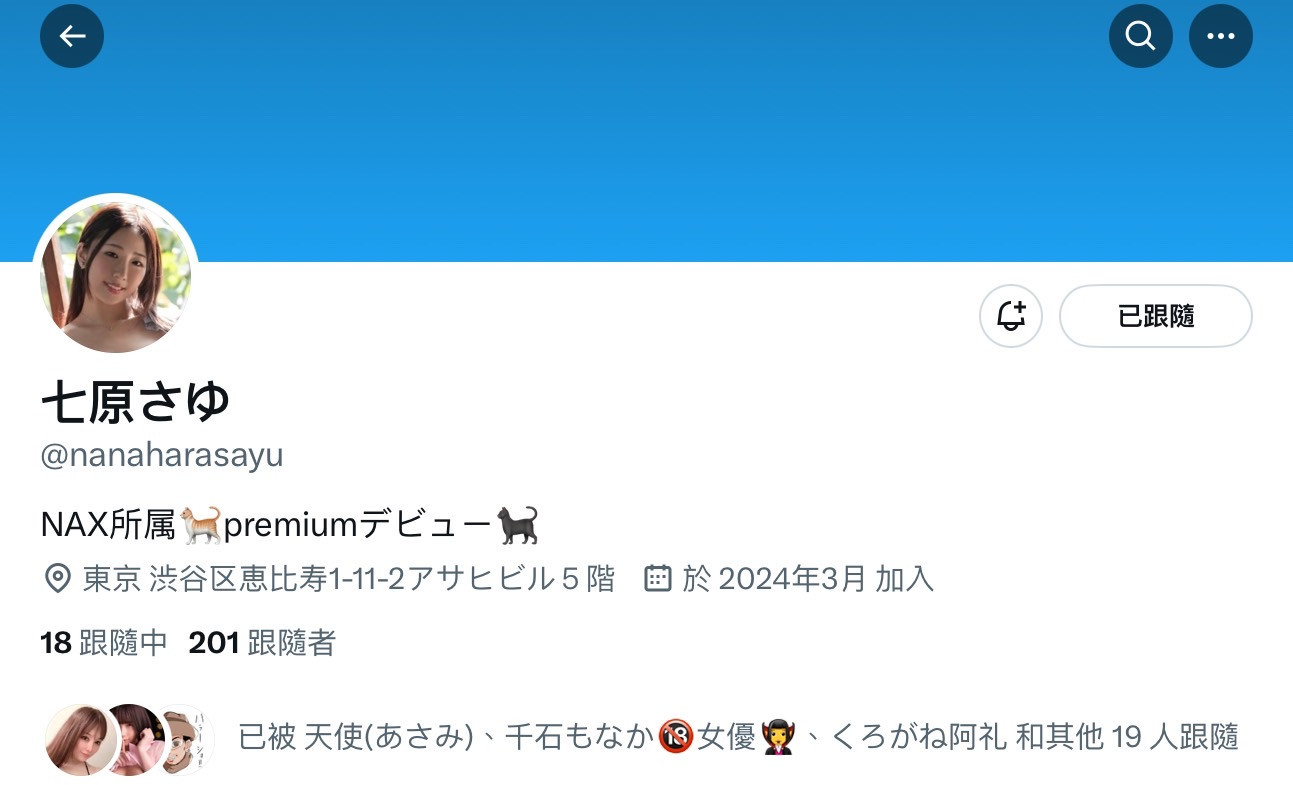 七原さゆ
已跟隨
@nanaharasayu
NAX所属🐈premiumデビュー🐈‍⬛
東京 渋谷区恵比寿1-11-2アサヒビル５階 於 2024年3月 加入
18 跟隨中 201 跟隨者
已被 天使(あさみ)、千石もなか🔞女優🧛‍♀️、くろがね阿礼 和其他 19 人跟隨